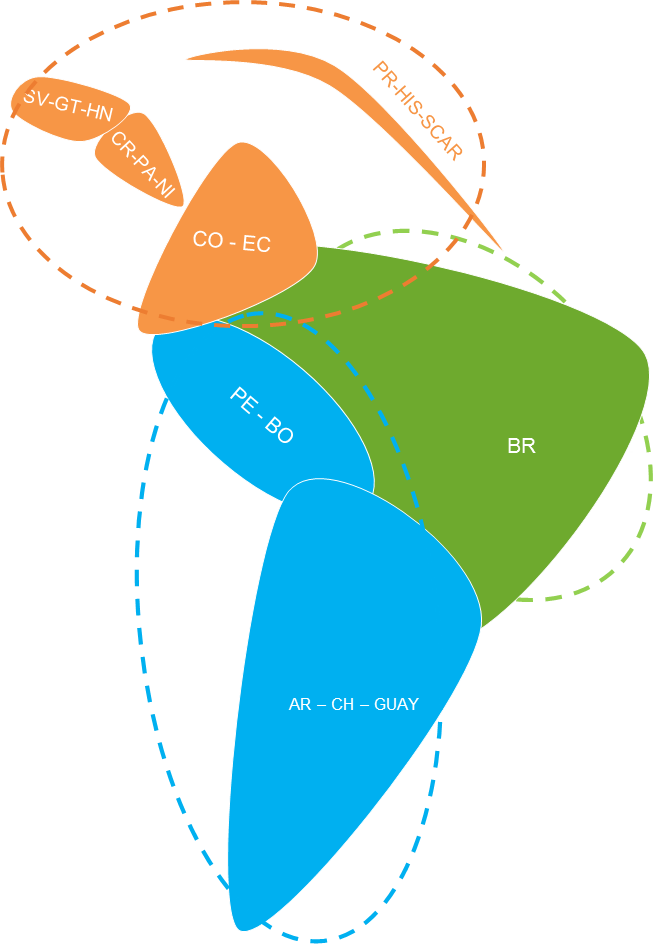 PR-HIS-SCAR
SV-GT-HN
CR-PA-NI
CO - EC
PE - BO
BR
AR – CH – GUAY